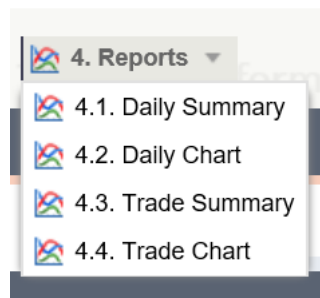 4. Reports
4.1. Daily Summary
4.2. Daily Chart
4.3. Trade Summary
4.4. Trade Chart